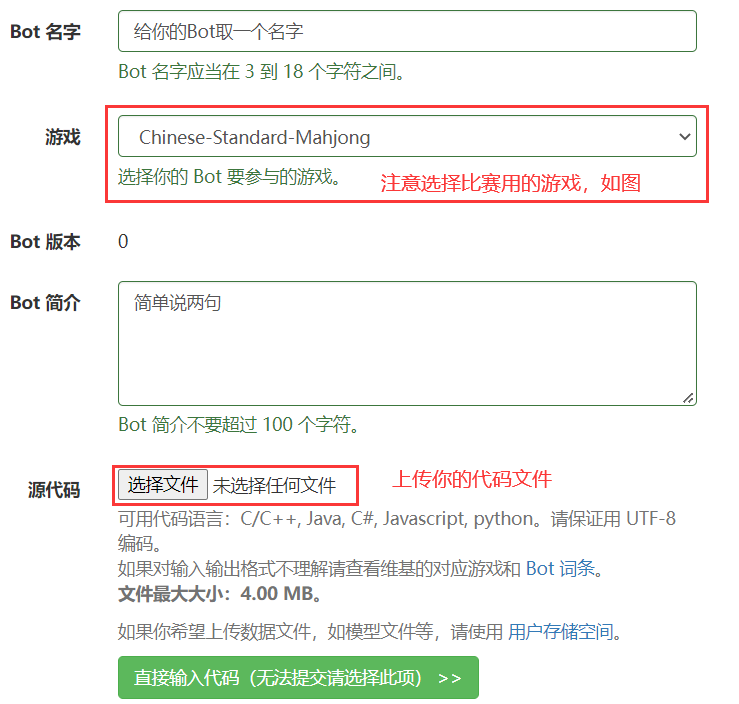 Bot 名字
给你的Bot取一个名字
Bot 名字应当在 3 到 18 个字符之间。
游戏
Chinese-Standard-Mahjong
选择你的 Bot 要参与的游戏。
注意选择比赛用的游戏，如图
Bot 版本
0
Bot 简介
简单说两句
Bot 简介不要超过 100 个字符。
源代码
选择文件 未选择任何文件
上传你的代码文件
可用代码语言：C/C++, Java, C#, Javascript, python。请保证用 UTF-8
编码。
如果对输入输出格式不理解请查看维基的对应游戏和 Bot 词条。
文件最大大小：4.00 MB。
如果你希望上传数据文件，如模型文件等，请使用 用户存储空间。
直接输入代码（无法提交请选择此项） >>